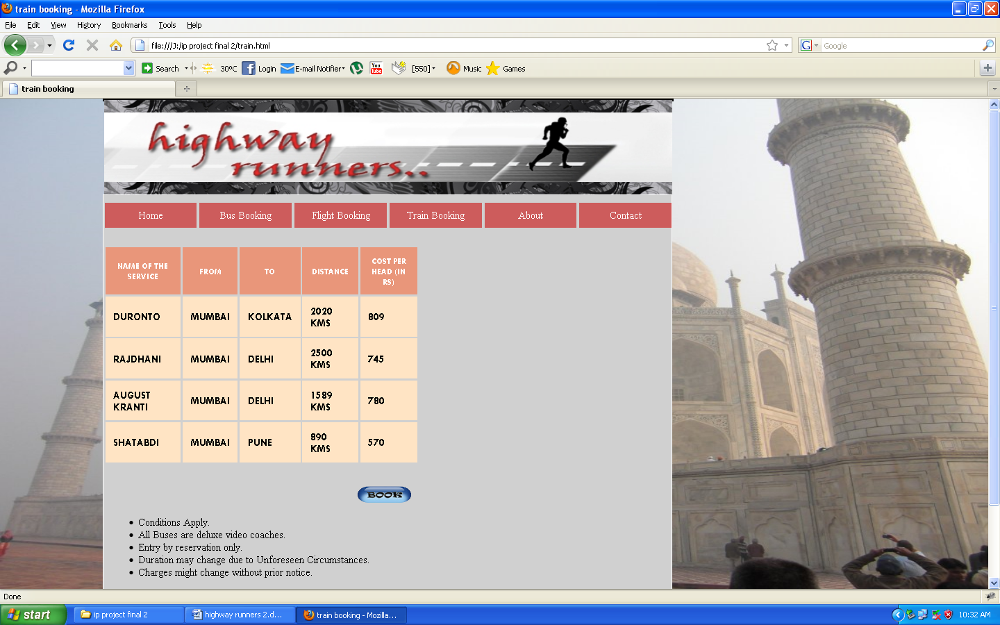 train booking - Mozilla Firefox
File Edit View History Bookmarks Tools Help
file:///J:/ip project final 2/train.html
G Google
Search 30°C Login E-mail Notifier You Tube [550] Music Games
train booking
highway
runners..
Home Bus Booking Flight Booking Train Booking About Contact
NAME OF THE
SERVICE
FROM
TO
DISTANCE
COST PER
HEAD (IN
RS)
DURONTO MUMBAI KOLKATA 2020
KMS 809
RAJDHANI MUMBAI DELHI 2500
KMS 745
AUGUST
KRANTI MUMBAI DELHI 1589
KMS 780
SHATABDI MUMBAI PUNE 890
KMS 570
BOOK
Conditions Apply.
All Buses are deluxe video coaches.
Entry by reservation only.
Duration may change due to Unforeseen Circumstances.
Charges might change without prior notice.
Done
start ip project final 2 highway runners 2.d... train booking - Mozilla... 10:32 AM